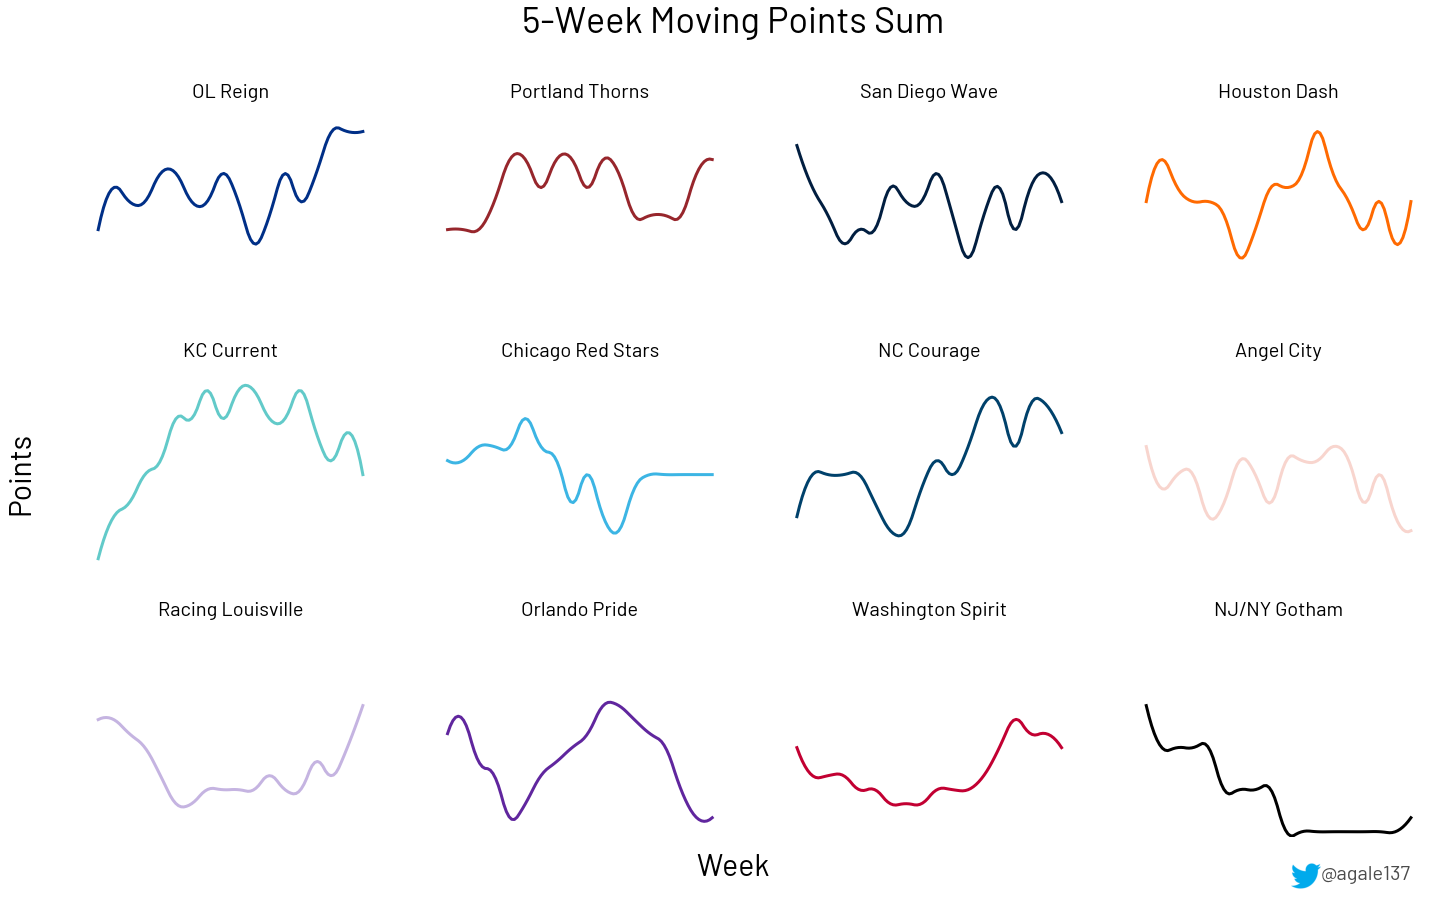 5-Week Moving Points Sum
OL Reign
Portland Thorns
San Diego Wave
Houston Dash
KC Current
Chicago Red Stars
NC Courage
Angel City
Points
Racing Louisville
Orlando Pride
Washington Spirit
NJ/NY Gotham
Week
@agale137